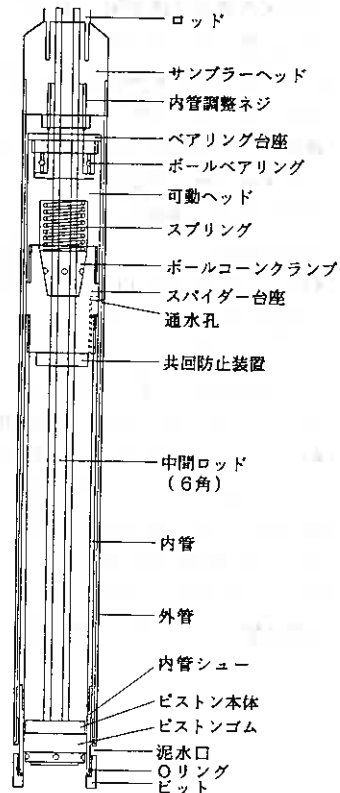 ロッド
サンプラーヘッド
内管調整ネジ
ベアリング台座
ボールベアリング
可動ヘッド
スプリング
ボールコーンクランプ
スパイダー台座
通水孔
共回防止装置
中間ロッド
(6角)
内管
外管
内管シュー
ピストン本体
ピストンゴム
泥水口
Oリング
ビット